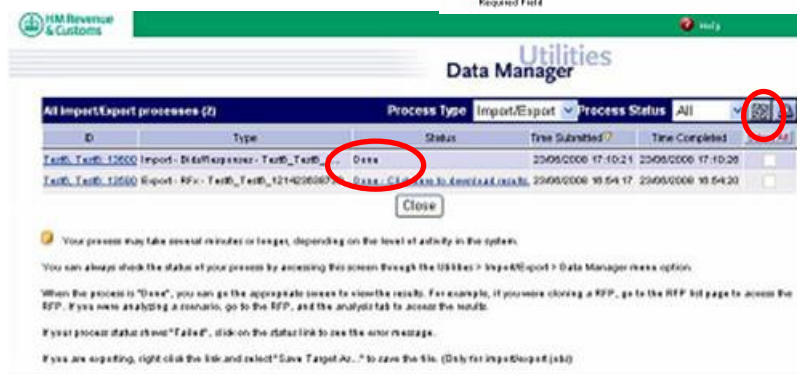 Required Field
HM Revenue
& Customs
Help
Utilities
Data Manager
All Import/Export processes (2) Process Type Import/Export Process Status All
ID Type Status Time Submitted Time Completed
Import - Bids/Responses - Done 23/06/2008 17:10:21 23/06/2008 17:10:26
Export - RFx - Done - Click here to download results. 23/06/2008 16:54:17 23/06/2008 16:54:20
Close
Your process may take several minutes or longer, depending on the level of activity in the system.
You can always check the status of your process by accessing this screen through the Utilities > Import/Export > Data Manager menu option.
When the process is "Done", you can go the appropriate screen to view the results. For example, if you were cloning a RFP, go to the RFP list page to access the
RFP. If you were analyzing a scenario, go to the RFP, and the analysis tab to access the results.
If your process status shows "Failed", click on the status link to see the error message.
If you are exporting, right click the link and select "Save Target As..." to save the file. (Only for import/export jobs)